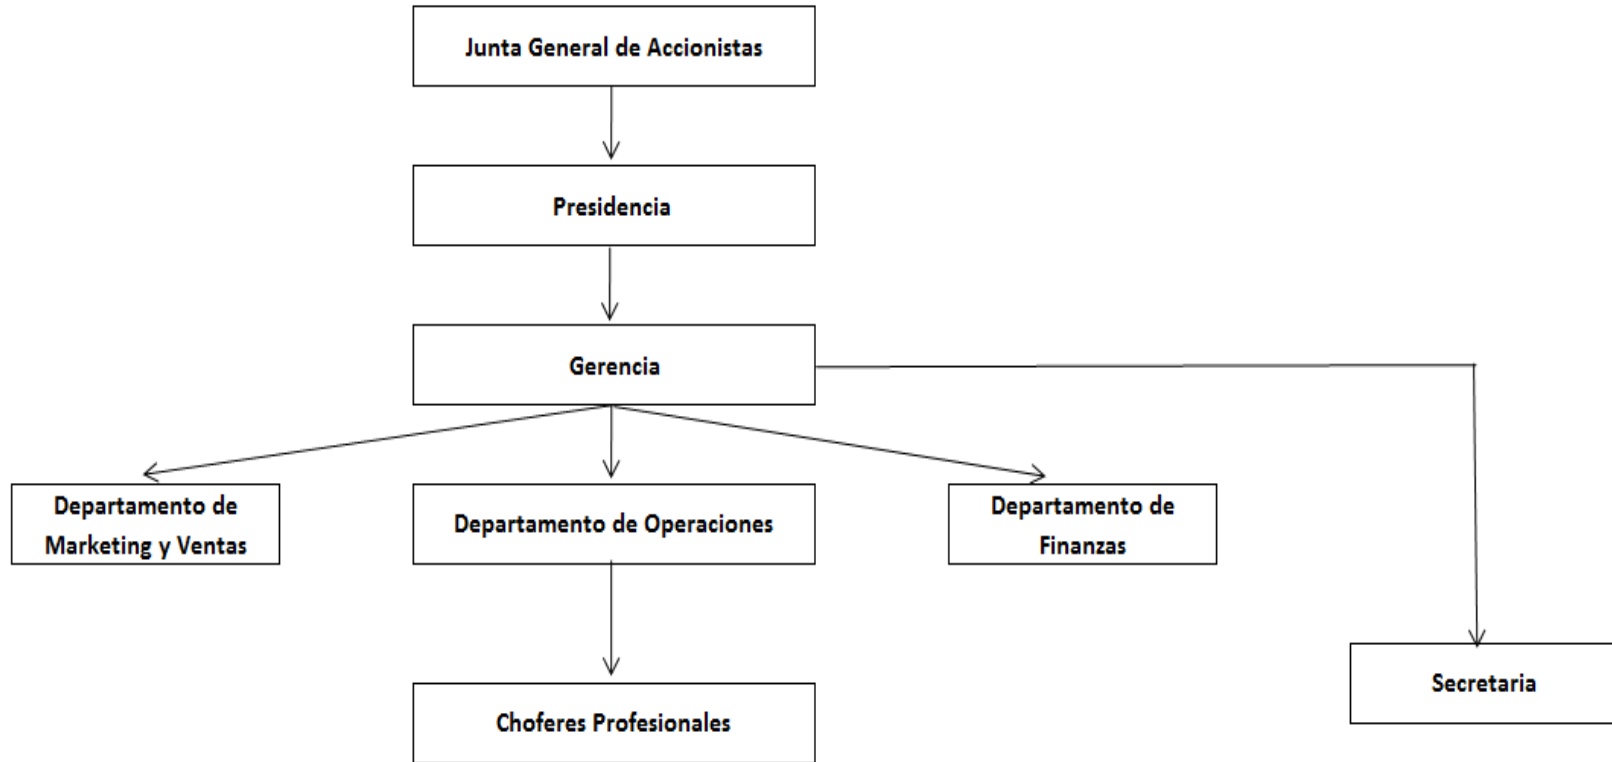 Junta General de Accionistas
Presidencia
Gerencia
Departamento de
Marketing y Ventas
Departamento de Operaciones
Departamento de
Finanzas
Secretaria
Choferes Profesionales